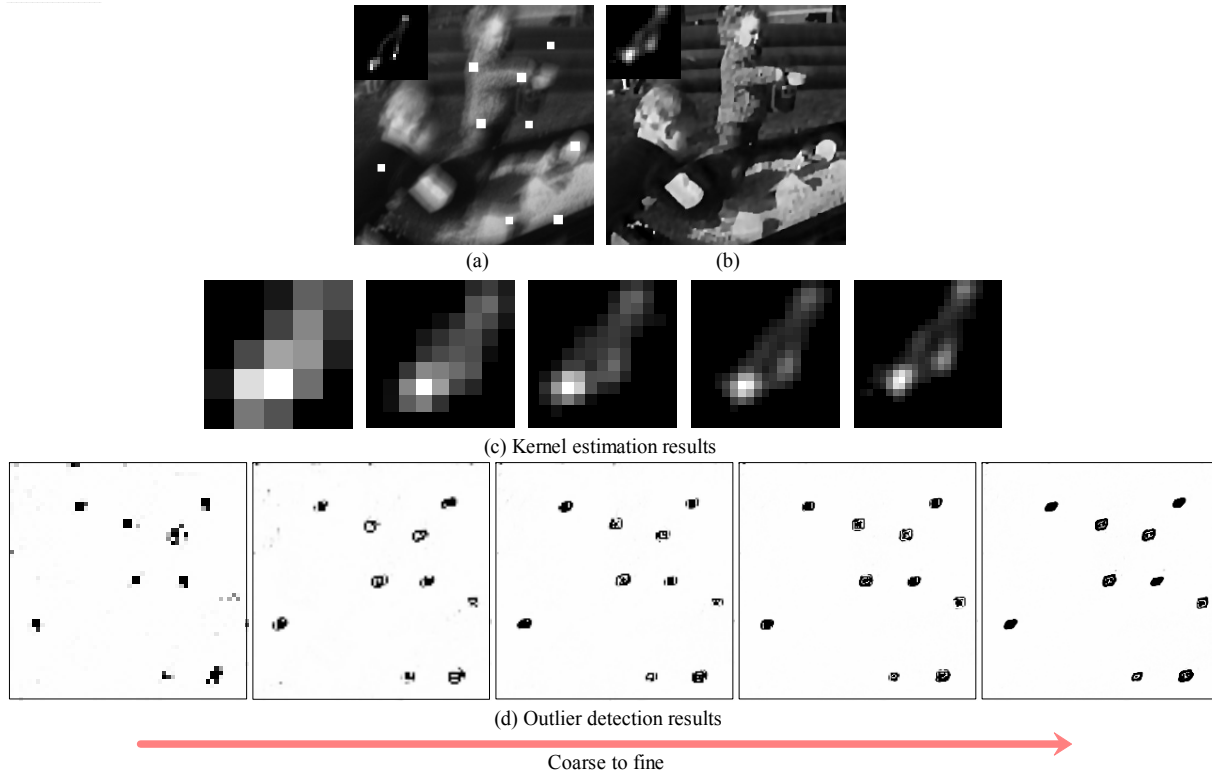 (a)
(b)
(c) Kernel estimation results
(d) Outlier detection results
Coarse to fine